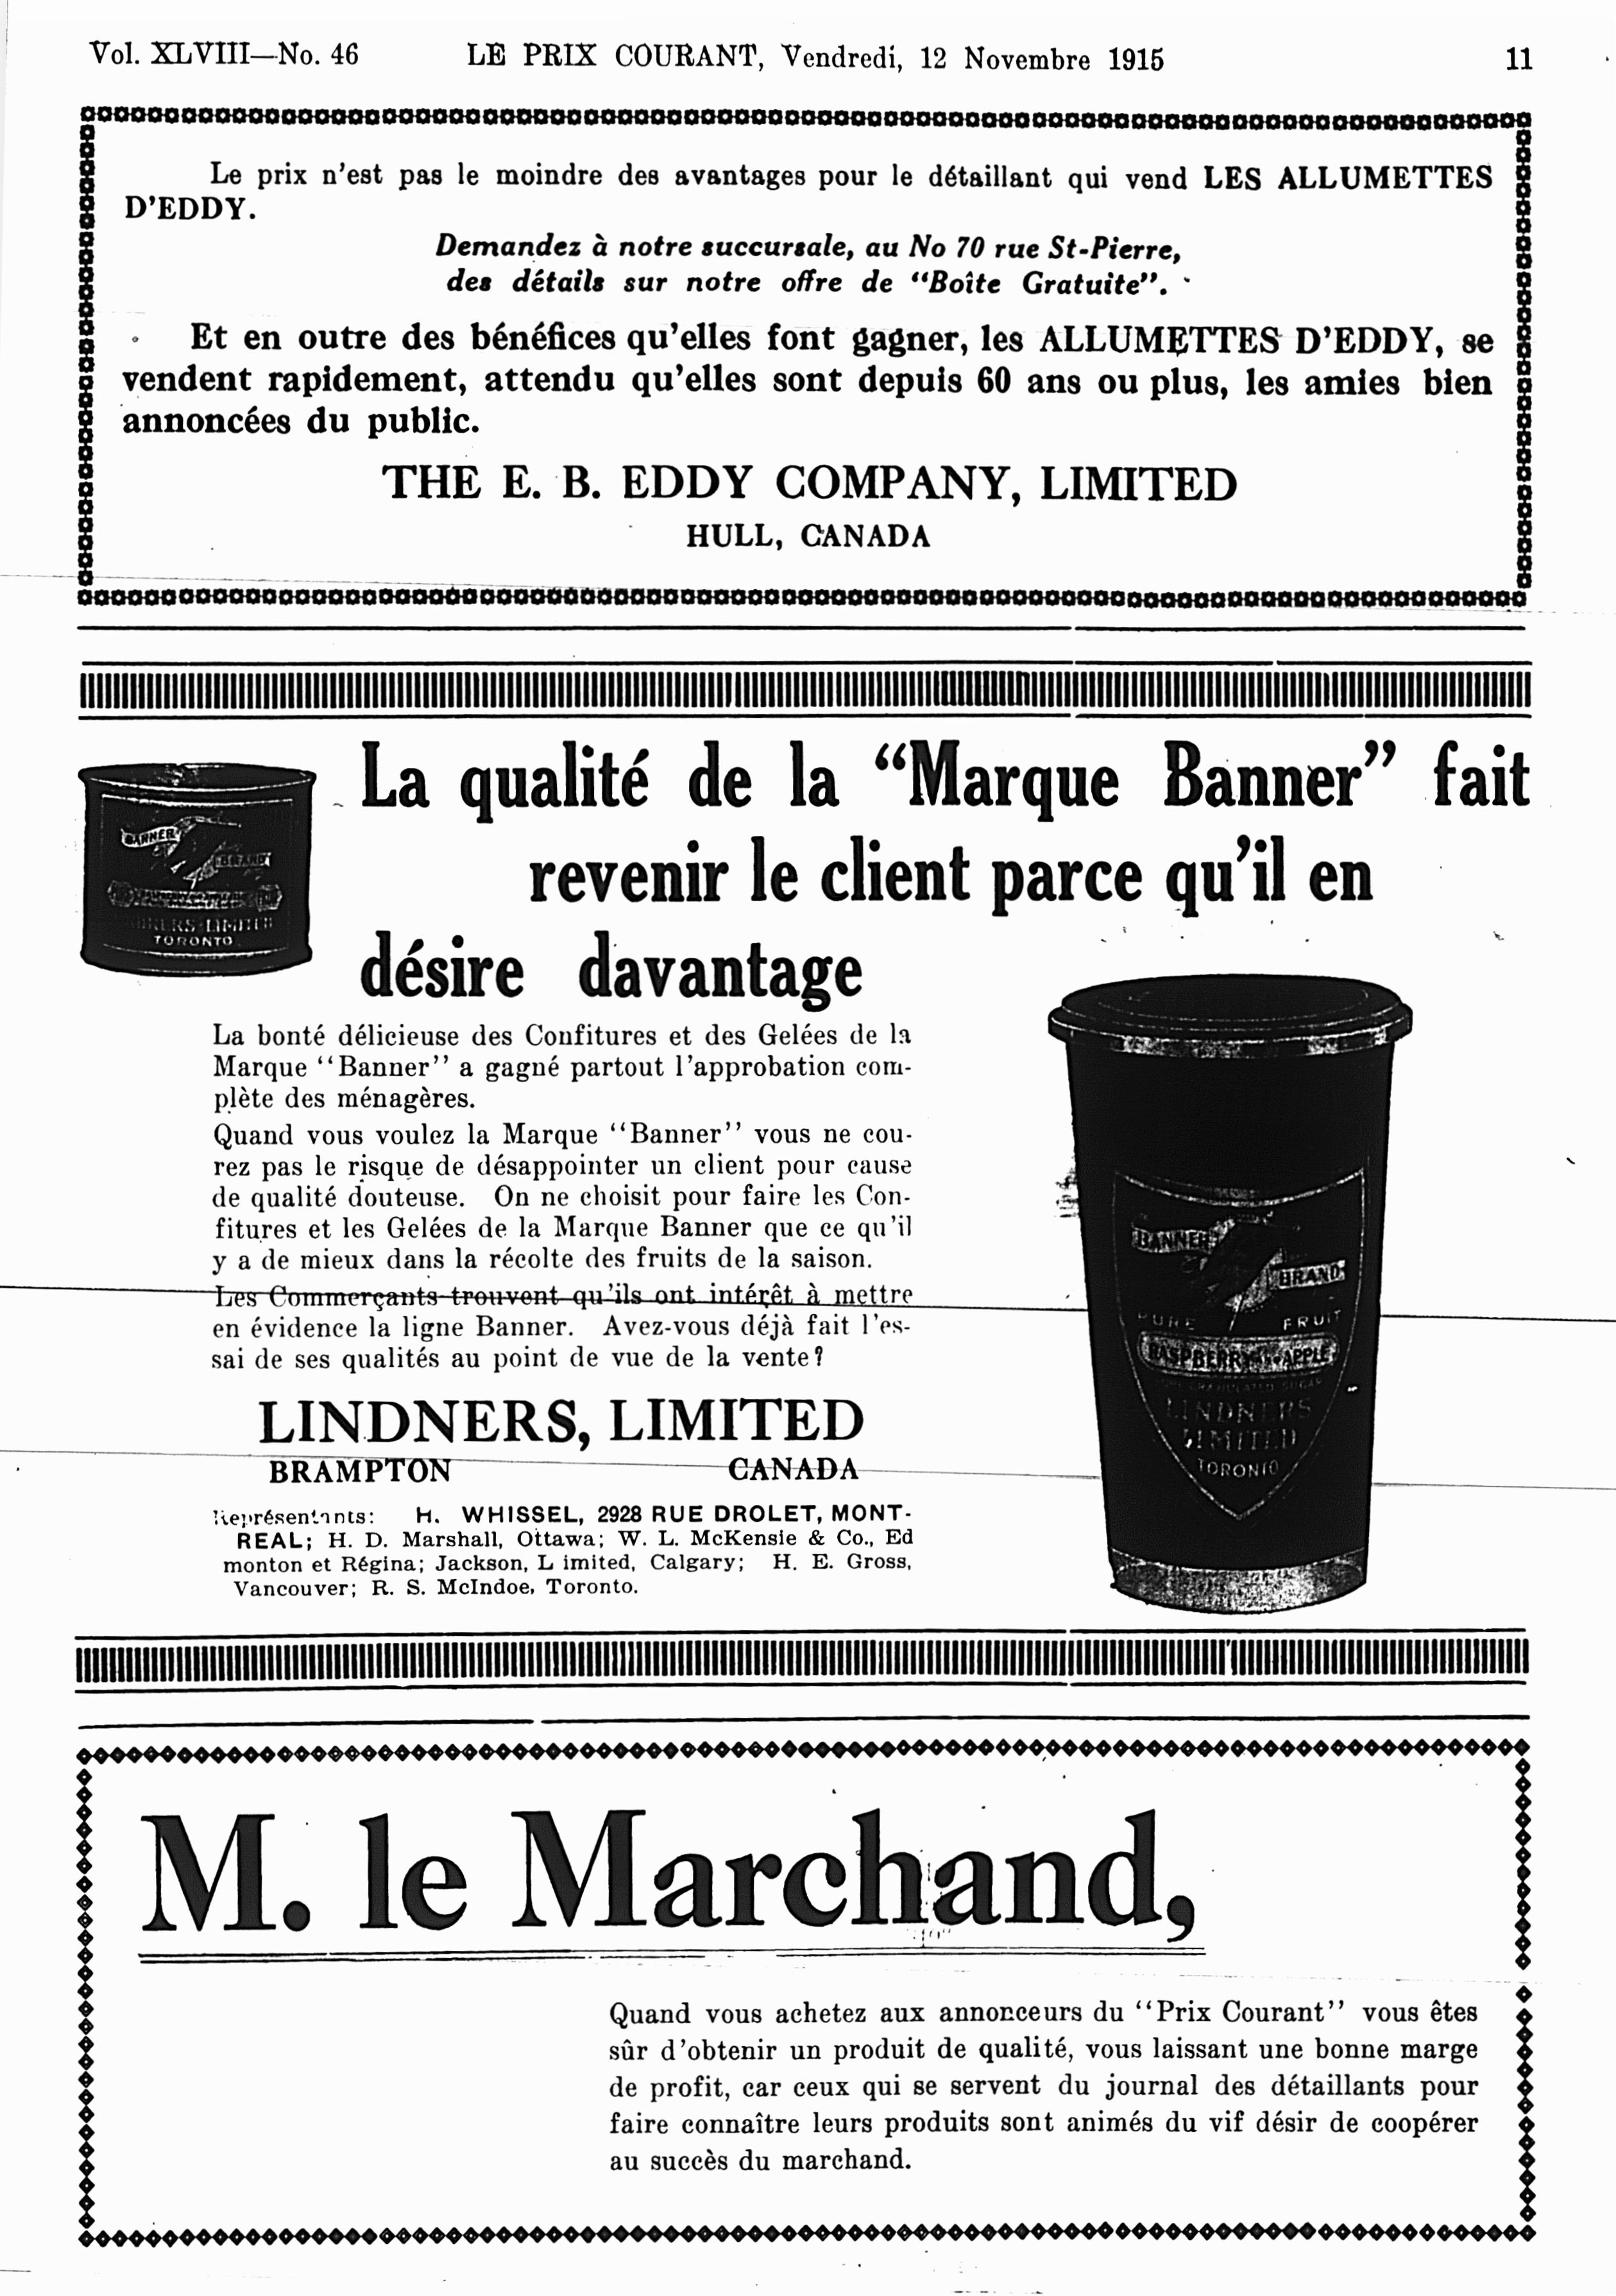 Vol. XLVIII—No. 46 LE PRIX COURANT, Vendredi, 12 Novembre 1915 11
Le prix n'est pas le moindre des avantages pour le détaillant qui vend LES ALLUMETTES
D'EDDY.
Demandez à notre succursale, au No 70 rue St-Pierre,
des détails sur notre offre de "Boîte Gratuite".
Et en outre des bénéfices qu'elles font gagner, les ALLUMETTES D'EDDY, se
vendent rapidement, attendu qu'elles sont depuis 60 ans ou plus, les amies bien
annoncées du public.
THE E. B. EDDY COMPANY, LIMITED
HULL, CANADA
La qualité de la "Marque Banner" fait
revenir le client parce qu'il en
désire davantage
BANNER
BRAND
LIMITED
TORONTO
La bonté délicieuse des Confitures et des Gelées de la
Marque "Banner" a gagné partout l'approbation com-
plète des ménagères.
Quand vous voulez la Marque "Banner" vous ne cou-
rez pas le risque de désappointer un client pour cause
de qualité douteuse. On ne choisit pour faire les Con-
fitures et les Gelées de la Marque Banner que ce qu'il
y a de mieux dans la récolte des fruits de la saison.
Les Commerçants trouvent qu'ils ont intérêt à mettre
en évidence la ligne Banner. Avez-vous déjà fait l'es-
sai de ses qualités au point de vue de la vente?
LINDNERS, LIMITED
BRAMPTON CANADA
Représentants: H. WHISSEL, 2928 RUE DROLET, MONT-
REAL; H. D. Marshall, Ottawa; W. L. McKensie & Co., Ed
monton et Régina; Jackson, L imited, Calgary; H. E. Gross,
Vancouver; R. S. McIndoe, Toronto.
BANNER
BRAND
PURE FRUIT
RASPBERRY APPLE
LINDNERS
LIMITED
TORONTO
M. le Marchand,
Quand vous achetez aux annonceurs du "Prix Courant" vous êtes
sûr d'obtenir un produit de qualité, vous laissant une bonne marge
de profit, car ceux qui se servent du journal des détaillants pour
faire connaître leurs produits sont animés du vif désir de coopérer
au succès du marchand.